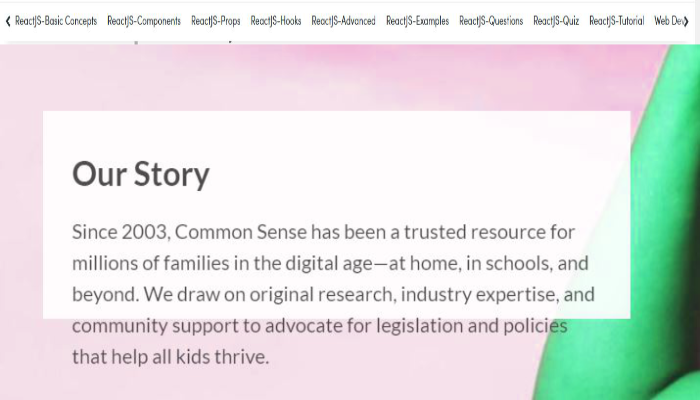 ReactJS-Basic Concepts ReactJS-Components ReactJS-Props ReactJS-Hooks ReactJS-Advanced ReactJS-Examples ReactJS-Questions ReactJS-Quiz ReactJS-Tutorial Web Dev
Our Story
Since 2003, Common Sense has been a trusted resource for
millions of families in the digital age—at home, in schools, and
beyond. We draw on original research, industry expertise, and
community support to advocate for legislation and policies
that help all kids thrive.